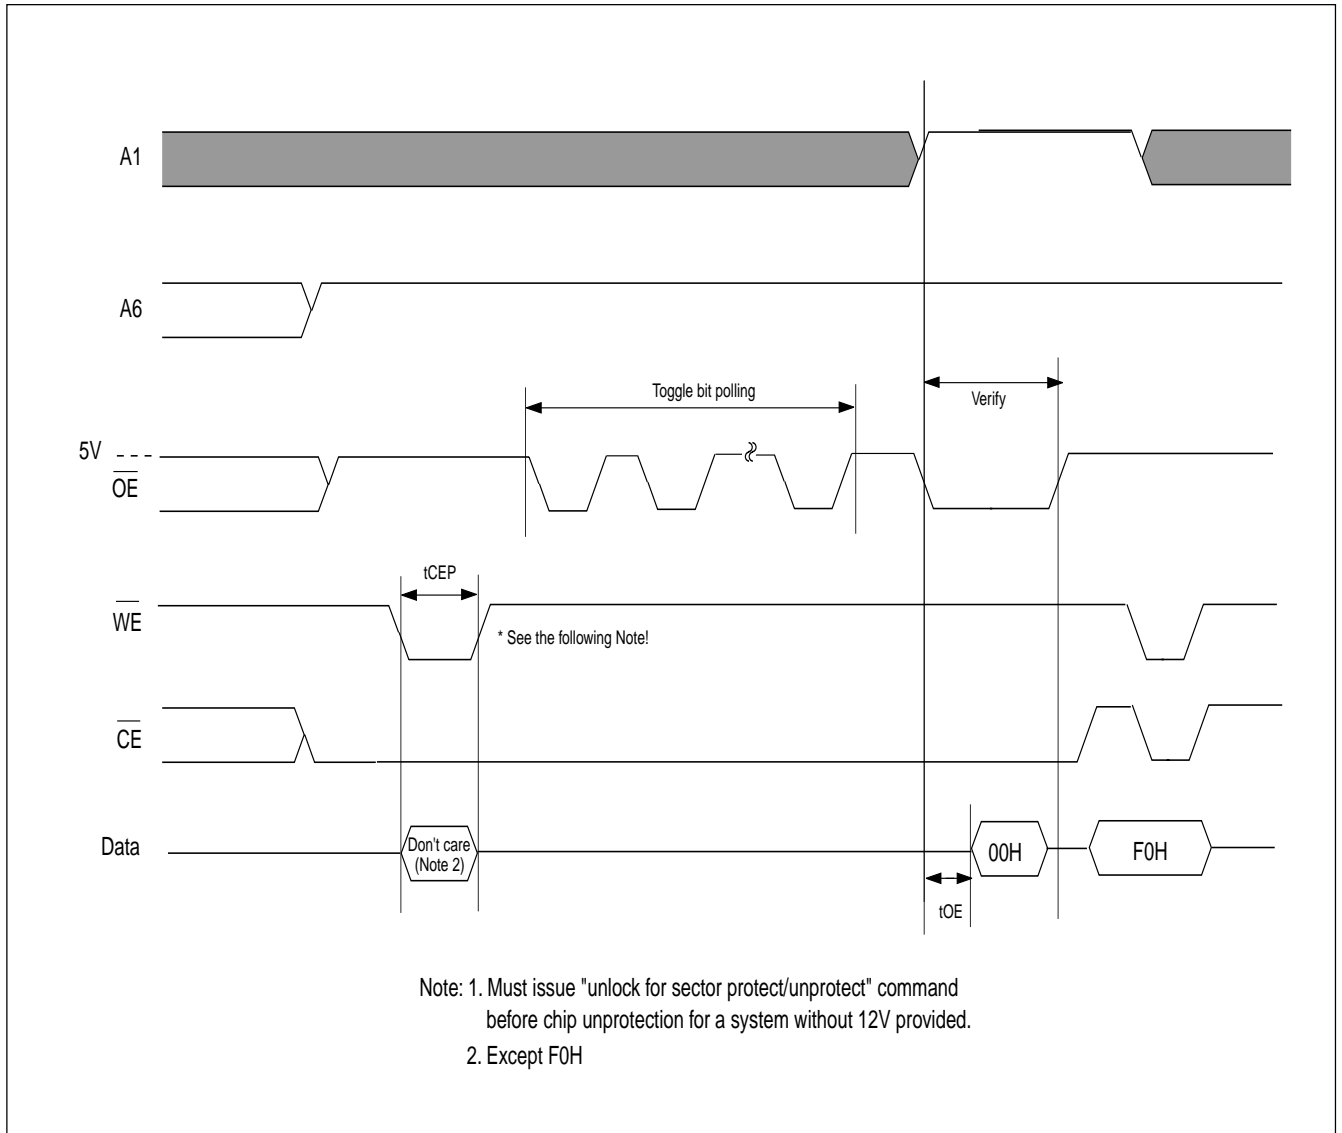 A1
A6
Toggle bit polling
Verify
5V
OE
tCEP
WE
* See the following Note!
CE
Data
Don't care
(Note 2)
00H
F0H
tOE
Note: 1. Must issue "unlock for sector protect/unprotect" command
before chip unprotection for a system without 12V provided.
2. Except F0H